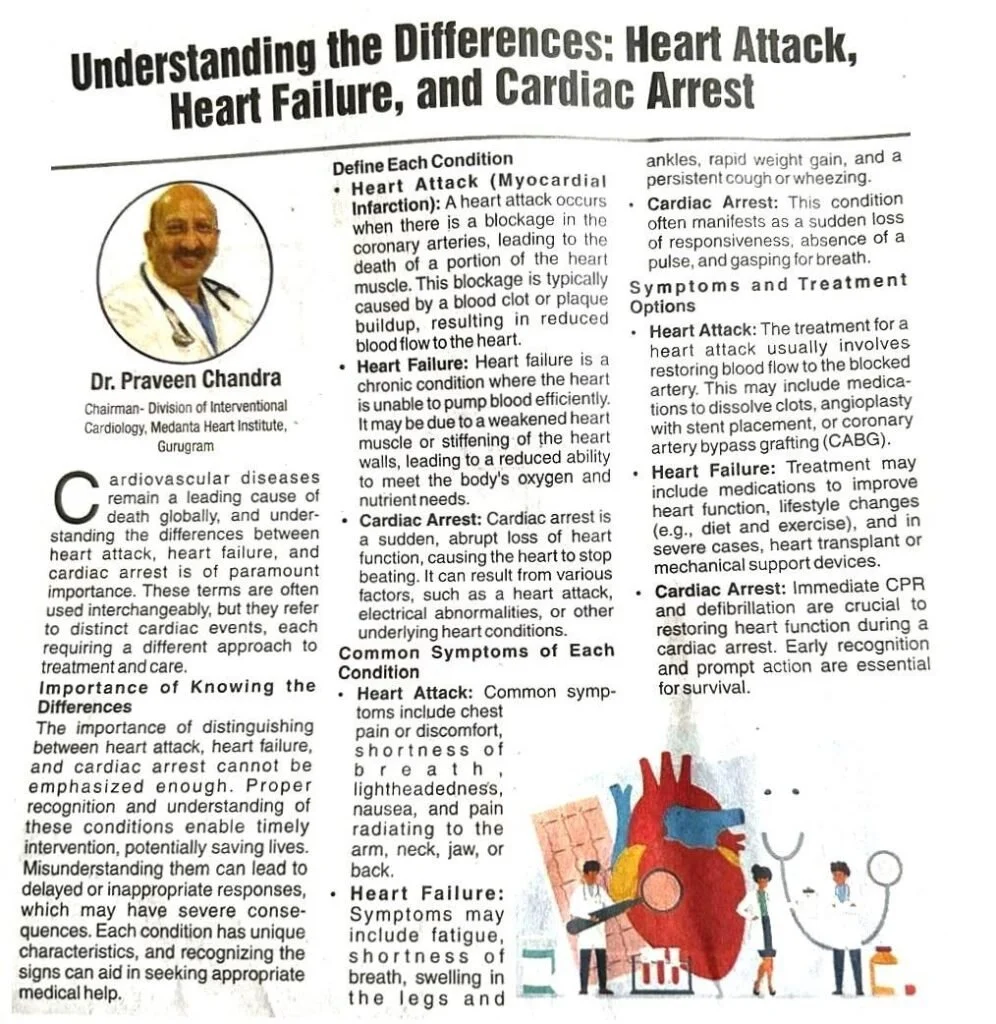 Understanding the Differences: Heart Attack,
Heart Failure, and Cardiac Arrest
Dr. Praveen Chandra
Chairman- Division of Interventional
Cardiology, Medanta Heart Institute,
Gurugram
Cardiovascular diseases
remain a leading cause of
death globally, and under-
standing the differences between
heart attack, heart failure, and
cardiac arrest is of paramount
importance. These terms are often
used interchangeably, but they refer
to distinct cardiac events, each
requiring a different approach to
treatment and care.
Importance of Knowing the
Differences
The importance of distinguishing
between heart attack, heart failure,
and cardiac arrest cannot be
emphasized enough. Proper
recognition and understanding of
these conditions enable timely
intervention, potentially saving lives.
Misunderstanding them can lead to
delayed or inappropriate responses,
which may have severe conse-
quences. Each condition has unique
characteristics, and recognizing the
signs can aid in seeking appropriate
medical help.
Define Each Condition
• Heart Attack (Myocardial
Infarction): A heart attack occurs
when there is a blockage in the
coronary arteries, leading to the
death of a portion of the heart
muscle. This blockage is typically
caused by a blood clot or plaque
buildup, resulting in reduced
blood flow to the heart.
• Heart Failure: Heart failure is a
chronic condition where the heart
is unable to pump blood efficiently.
It may be due to a weakened heart
muscle or stiffening of the heart
walls, leading to a reduced ability
to meet the body's oxygen and
nutrient needs.
• Cardiac Arrest: Cardiac arrest is
a sudden, abrupt loss of heart
function, causing the heart to stop
beating. It can result from various
factors, such as a heart attack,
electrical abnormalities, or other
underlying heart conditions.
Common Symptoms of Each
Condition
• Heart Attack: Common symp-
toms include chest
pain or discomfort,
shortness of
breath,
lightheadedness,
nausea, and pain
radiating to the
arm, neck, jaw, or
back.
• Heart Failure:
Symptoms may
include fatigue,
shortness of
breath, swelling in
the legs and
ankles, rapid weight gain, and a
persistent cough or wheezing.
• Cardiac Arrest: This condition
often manifests as a sudden loss
of responsiveness, absence of a
pulse, and gasping for breath.
Symptoms and Treatment
Options
• Heart Attack: The treatment for a
heart attack usually involves
restoring blood flow to the blocked
artery. This may include medica-
tions to dissolve clots, angioplasty
with stent placement, or coronary
artery bypass grafting (CABG).
• Heart Failure: Treatment may
include medications to improve
heart function, lifestyle changes
(e.g., diet and exercise), and in
severe cases, heart transplant or
mechanical support devices.
• Cardiac Arrest: Immediate CPR
and defibrillation are crucial to
restoring heart function during a
cardiac arrest. Early recognition
and prompt action are essential
for survival.